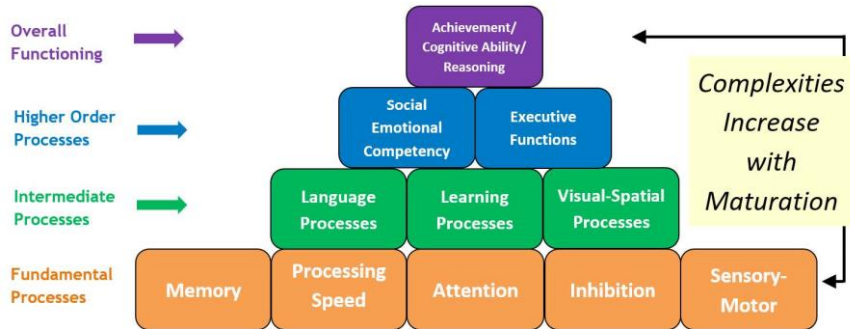 Overall
Functioning
Achievement/
Cognitive Ability/
Reasoning
Higher Order
Processes
Social
Emotional
Competency
Executive
Functions
Intermediate
Processes
Language
Processes
Learning
Processes
Visual-Spatial
Processes
Fundamental
Processes
Memory
Processing
Speed
Attention
Inhibition
Sensory-
Motor
Complexities
Increase
with
Maturation